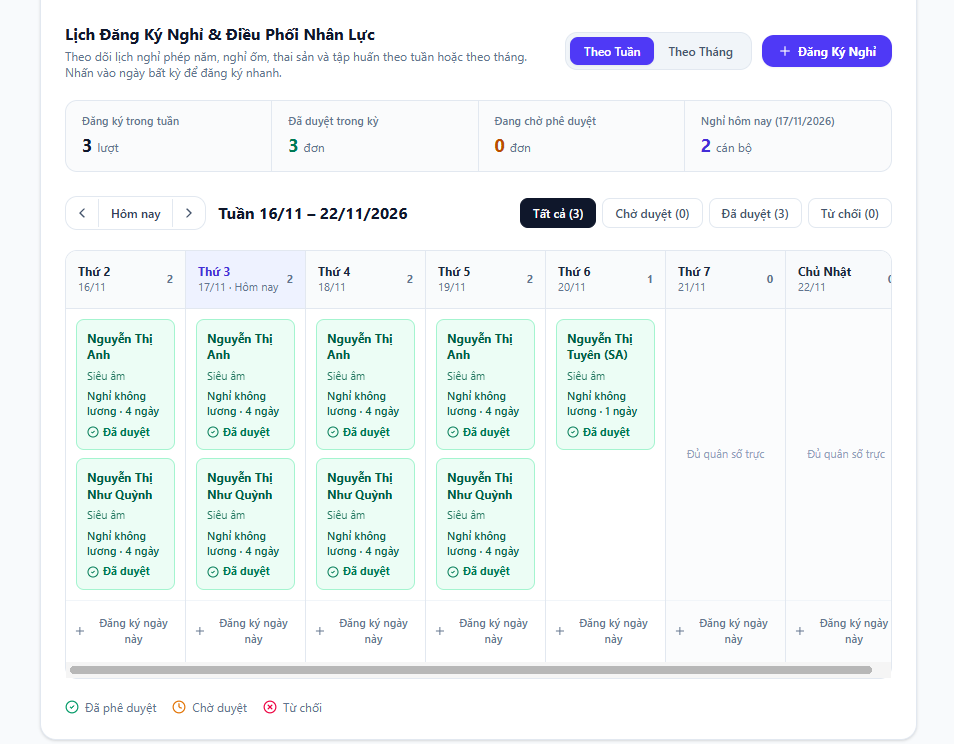 Lịch Đăng Ký Nghỉ & Điều Phối Nhân Lực
Theo dõi lịch nghỉ phép năm, nghỉ ốm, thai sản và tập huấn theo tuần hoặc theo tháng.
Nhấn vào ngày bất kỳ để đăng ký nhanh.
Theo Tuần
Theo Tháng
+ Đăng Ký Nghỉ
Đăng ký trong tuần
3 lượt
Đã duyệt trong kỳ
3 đơn
Đang chờ phê duyệt
0 đơn
Nghỉ hôm nay (17/11/2026)
2 cán bộ
Hôm nay
Tuần 16/11 – 22/11/2026
Tất cả (3)
Chờ duyệt (0)
Đã duyệt (3)
Từ chối (0)
Thứ 2
16/11
2
Thứ 3
17/11 · Hôm nay
2
Thứ 4
18/11
2
Thứ 5
19/11
2
Thứ 6
20/11
1
Thứ 7
21/11
0
Chủ Nhật
22/11
Nguyễn Thị
Anh
Siêu âm
Nghỉ không
lương · 4 ngày
Đã duyệt
Nguyễn Thị
Như Quỳnh
Siêu âm
Nghỉ không
lương · 4 ngày
Đã duyệt
+ Đăng ký ngày
này
Nguyễn Thị
Anh
Siêu âm
Nghỉ không
lương · 4 ngày
Đã duyệt
Nguyễn Thị
Như Quỳnh
Siêu âm
Nghỉ không
lương · 4 ngày
Đã duyệt
+ Đăng ký ngày
này
Nguyễn Thị
Anh
Siêu âm
Nghỉ không
lương · 4 ngày
Đã duyệt
Nguyễn Thị
Như Quỳnh
Siêu âm
Nghỉ không
lương · 4 ngày
Đã duyệt
+ Đăng ký ngày
này
Nguyễn Thị
Anh
Siêu âm
Nghỉ không
lương · 4 ngày
Đã duyệt
Nguyễn Thị
Như Quỳnh
Siêu âm
Nghỉ không
lương · 4 ngày
Đã duyệt
+ Đăng ký ngày
này
Nguyễn Thị
Tuyên (SA)
Siêu âm
Nghỉ không
lương · 1 ngày
Đã duyệt
+ Đăng ký ngày
này
Đủ quân số trực
+ Đăng ký ngày
này
Đủ quân số trực
+ Đăng ký ngày
này
Đã phê duyệt
Chờ duyệt
Từ chối